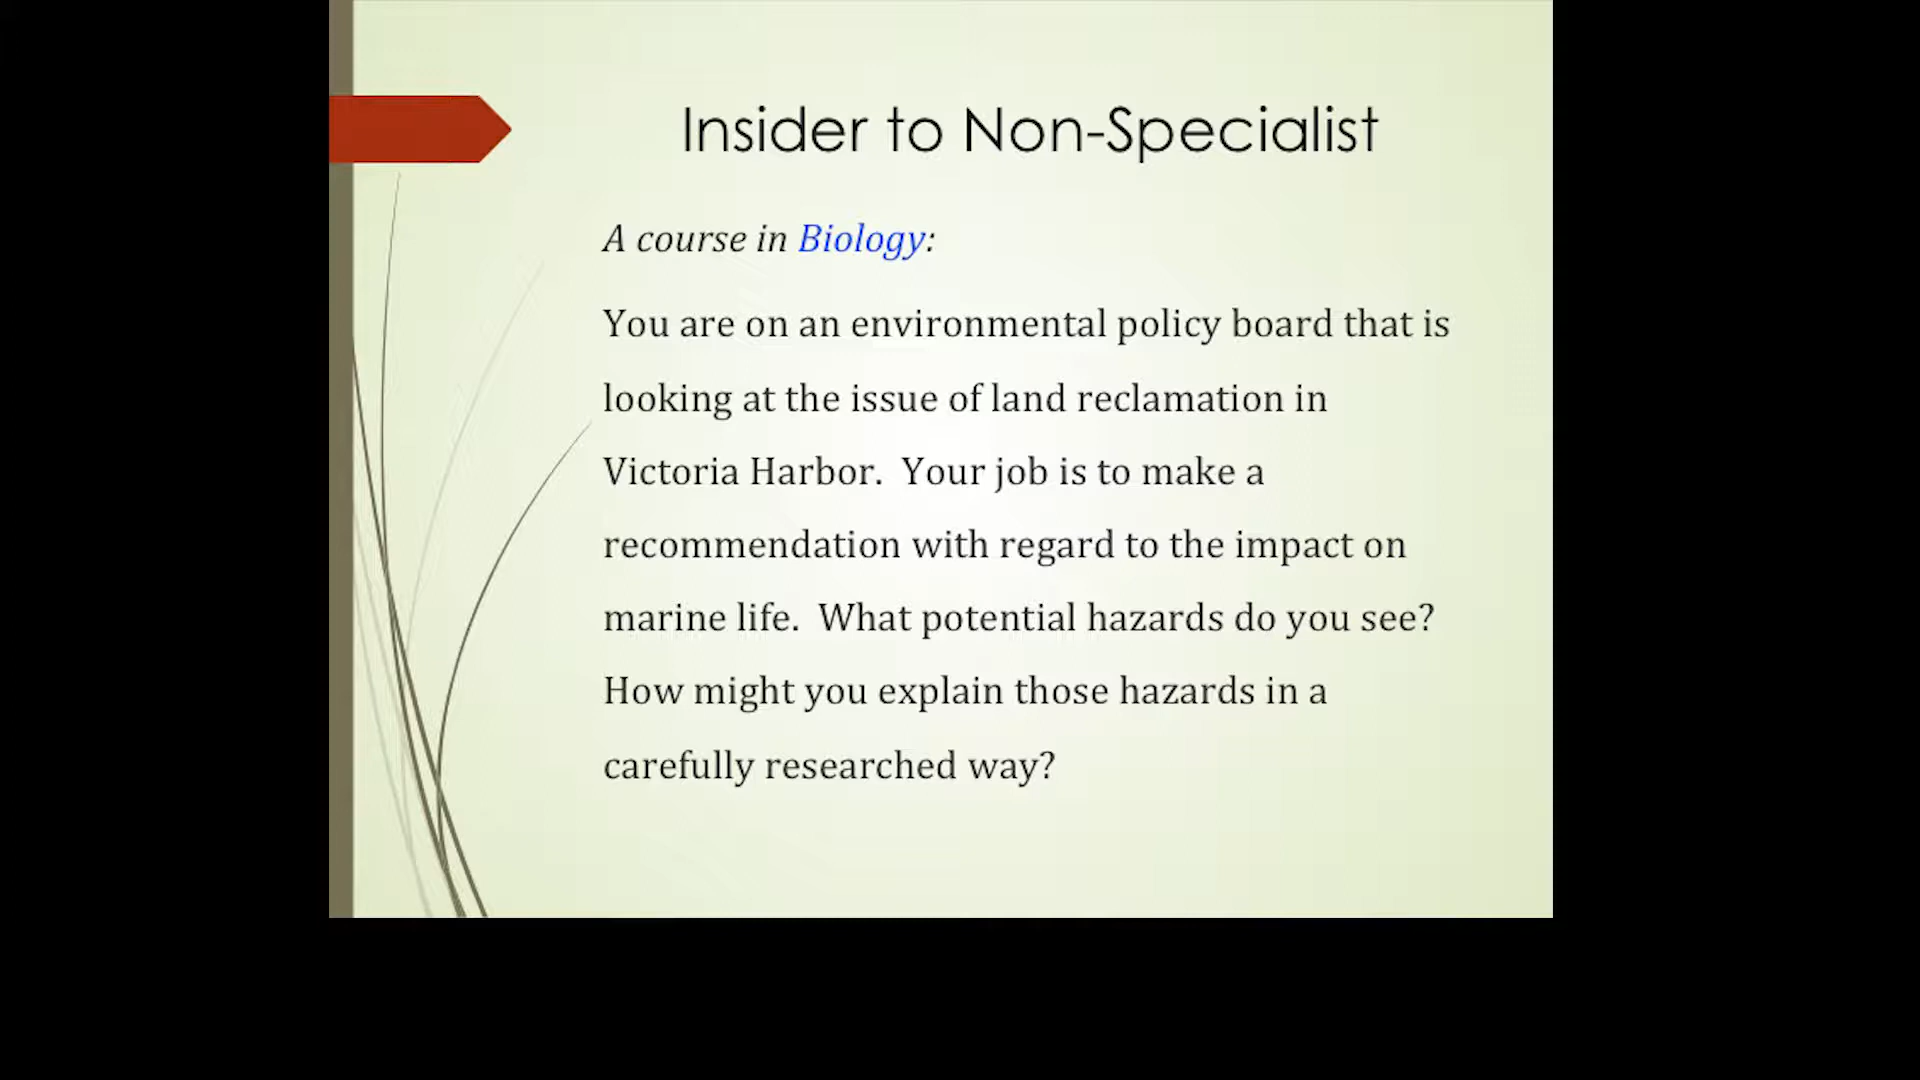 Insider to Non-Specialist
A course in Biology:
You are on an environmental policy board that is
looking at the issue of land reclamation in
Victoria Harbor.  Your job is to make a
recommendation with regard to the impact on
marine life.  What potential hazards do you see?
How might you explain those hazards in a
carefully researched way?